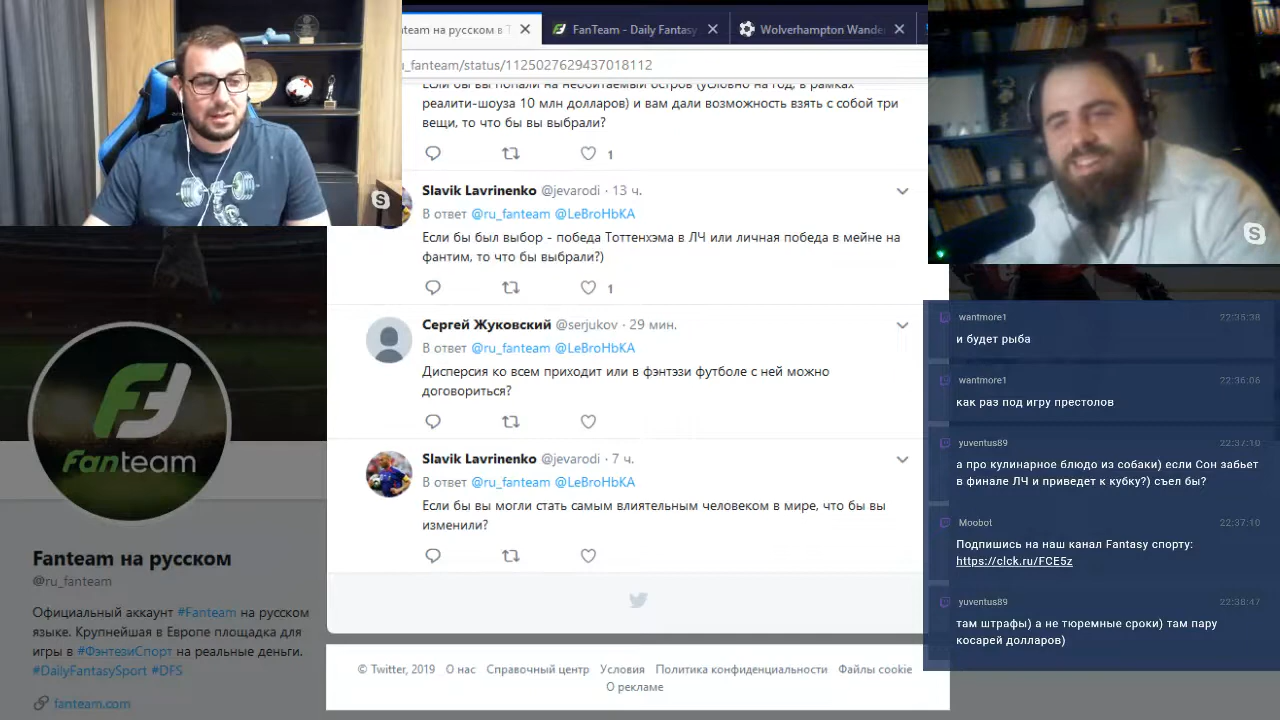 теam на русском в T
FanTeam - Daily Fantasy
Wolverhampton Wande
_fanteam/status/1125027629437018112
Если бы вы попали на необитаемый остров (условно на год, в рамках
реалити-шоуза 10 млн долларов) и вам дали возможность взять с собой три
вещи, то что бы вы выбрали?
1
Slavik Lavrinenko @jevarodi · 13 ч.
В ответ @ru_fanteam @LeBroHbKA
Если бы был выбор - победа Тоттенхэма в ЛЧ или личная победа в мейне на
фантим, то что бы выбрали?)
1
Сергей Жуковский @serjukov · 29 мин.
В ответ @ru_fanteam @LeBroHbKA
Дисперсия ко всем приходит или в фэнтэзи футболе с ней можно
договориться?
Slavik Lavrinenko @jevarodi · 7 ч.
В ответ @ru_fanteam @LeBroHbKA
Если бы вы могли стать самым влиятельным человеком в мире, что бы вы
изменили?
© Twitter, 2019 О нас Справочный центр Условия Политика конфиденциальности Файлы cookie
О рекламе
Fanteam
Fanteam на русском
@ru_fanteam
Официальный аккаунт #Fanteam на русском
языке. Крупнейшая в Европе площадка для
игры в #ФэнтезиСпорт на реальные деньги.
#DailyFantasySport #DFS
fanteam.com
wantmore1 22:35:38
и будет рыба
wantmore1 22:36:06
как раз под игру престолов
yuventus89 22:37:10
а про кулинарное блюдо из собаки) если Сон забьет
в финале ЛЧ и приведет к кубку?) съел бы?
Moobot 22:37:10
Подпишись на наш канал Fantasy спорту:
https://clck.ru/FCE5z
yuventus89 22:38:47
там штрафы) а не тюремные сроки) там пару
косарей долларов)